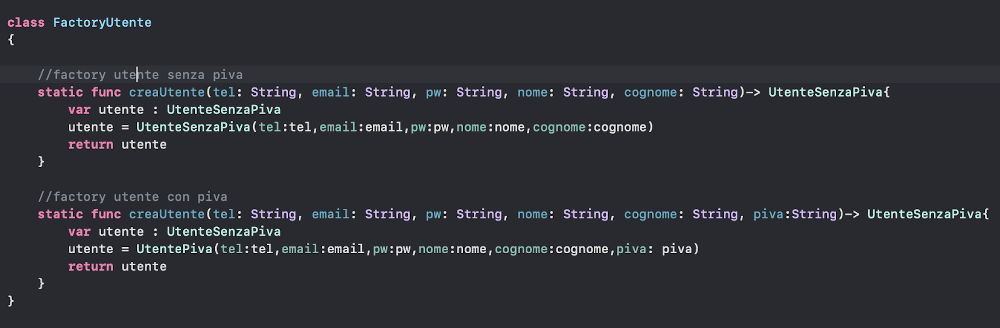 class FactoryUtente
{
//factory utente senza piva
static func creaUtente(tel: String, email: String, pw: String, nome: String, cognome: String)-> UtenteSenzaPiva{
var utente : UtenteSenzaPiva
utente = UtenteSenzaPiva(tel:tel,email:email,pw:pw,nome:nome,cognome:cognome)
return utente
}
//factory utente con piva
static func creaUtente(tel: String, email: String, pw: String, nome: String, cognome: String, piva:String)-> UtenteSenzaPiva{
var utente : UtenteSenzaPiva
utente = UtentePiva(tel:tel,email:email,pw:pw,nome:nome,cognome:cognome,piva: piva)
return utente
}
}